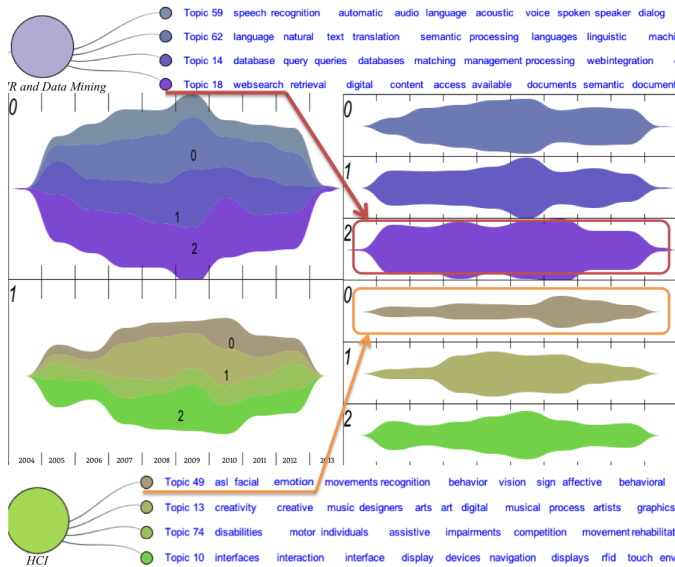 Topic 59 speech recognition automatic audio language acoustic voice spoken speaker dialog
Topic 62 language natural text translation semantic processing languages linguistic machi
Topic 14 database query queries databases matching management processing webintegration
Topic 18 websearch retrieval digital content access available documents semantic document
R and Data Mining
0
0
1
2
0
1
2
1
0
1
2
0
1
2
2004 2005 2006 2007 2008 2009 2010 2011 2012 2013
Topic 49 asl facial emotion movements recognition behavior vision sign affective behavioral
Topic 13 creativity creative music designers arts art digital musical process artists graphics
Topic 74 disabilities motor individuals assistive impairments competition movement rehabilitat
Topic 10 interfaces interaction interface display devices navigation displays rfid touch env
HCI